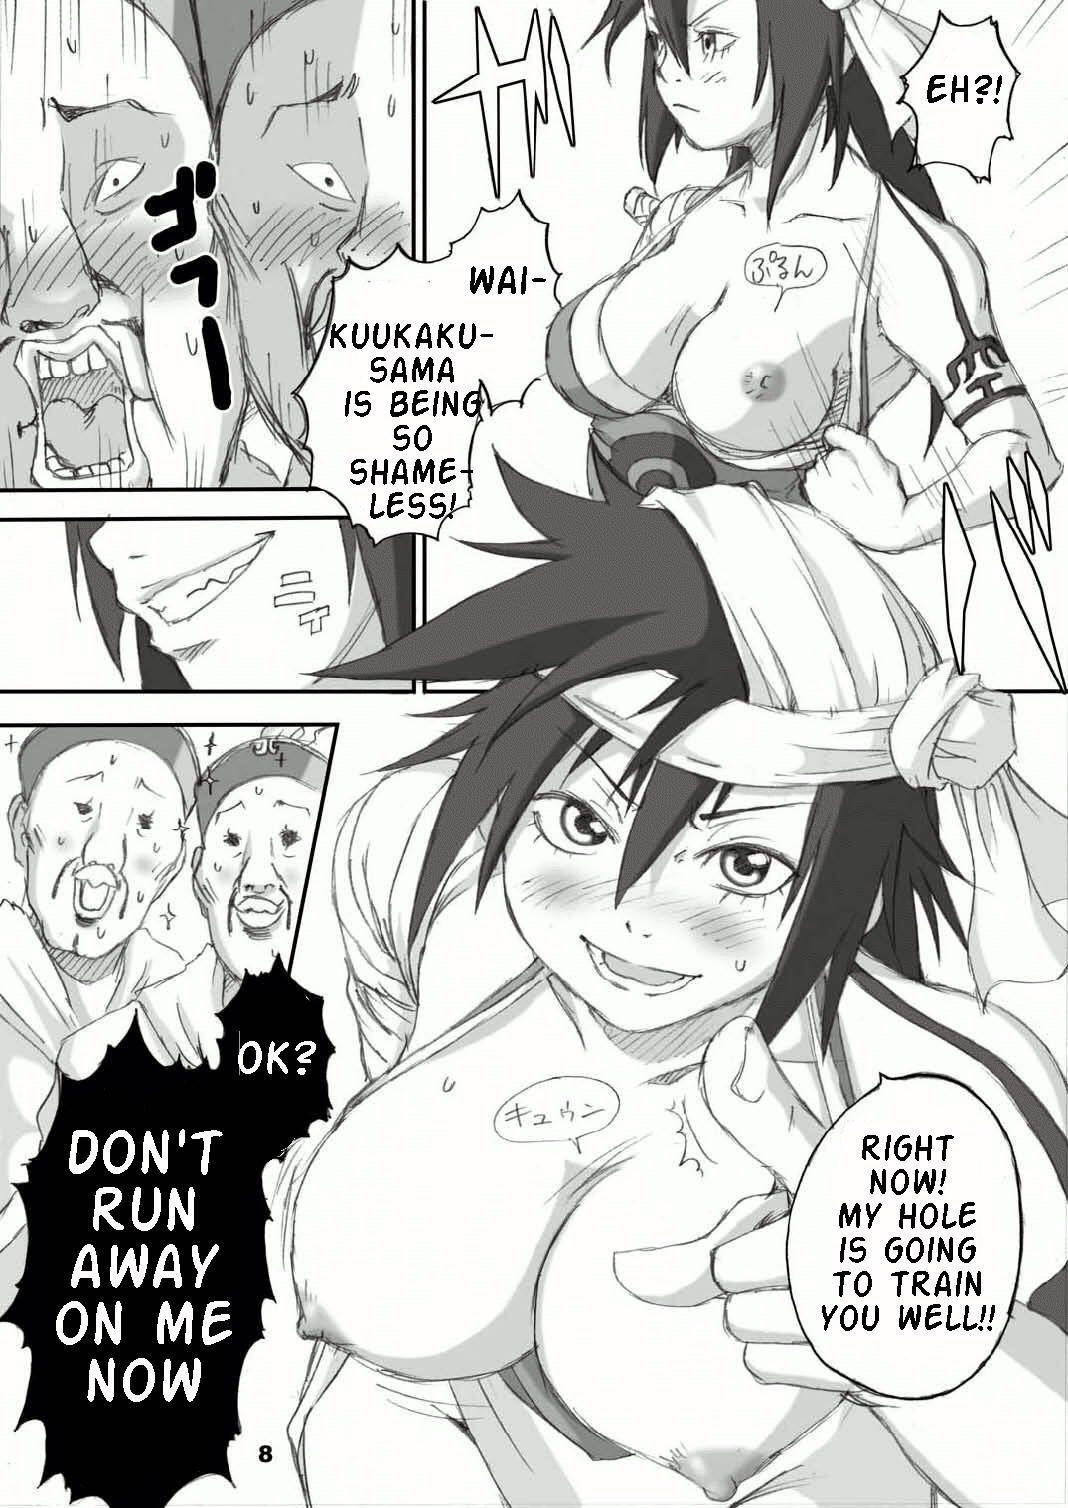 EH?!
ぷるん
WAI-
KUUKAKU-
SAMA
IS BEING
SO
SHAME-
LESS!
ゴ
フ
ー
ニィ
OK?
DON'T
RUN
AWAY
ON ME
NOW
キュウン
RIGHT
NOW!
MY HOLE
IS GOING
TO TRAIN
YOU WELL!!
8